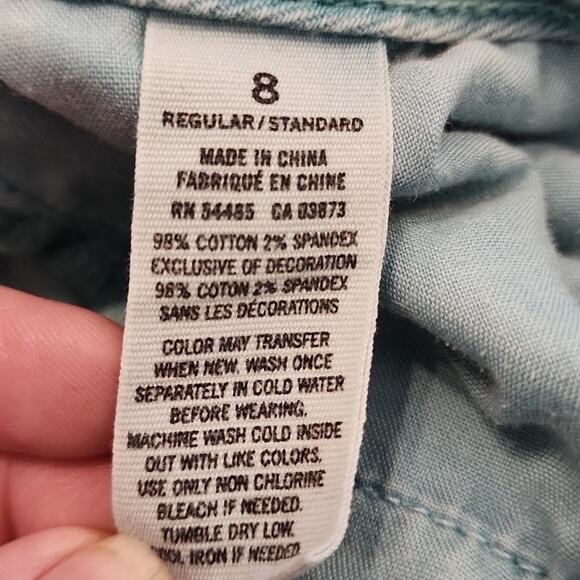 8
REGULAR/STANDARD
MADE IN CHINA
FABRIQUÉ EN CHINE
RN 54485 CA 03873
98% COTTON 2% SPANDEX
EXCLUSIVE OF DECORATION
98% COTON 2% SPANDEX
SANS LES DÉCORATIONS
COLOR MAY TRANSFER
WHEN NEW. WASH ONCE
SEPARATELY IN COLD WATER
BEFORE WEARING.
MACHINE WASH COLD INSIDE
OUT WITH LIKE COLORS.
USE ONLY NON CHLORINE
BLEACH IF NEEDED.
TUMBLE DRY LOW.
COOL IRON IF NEEDED